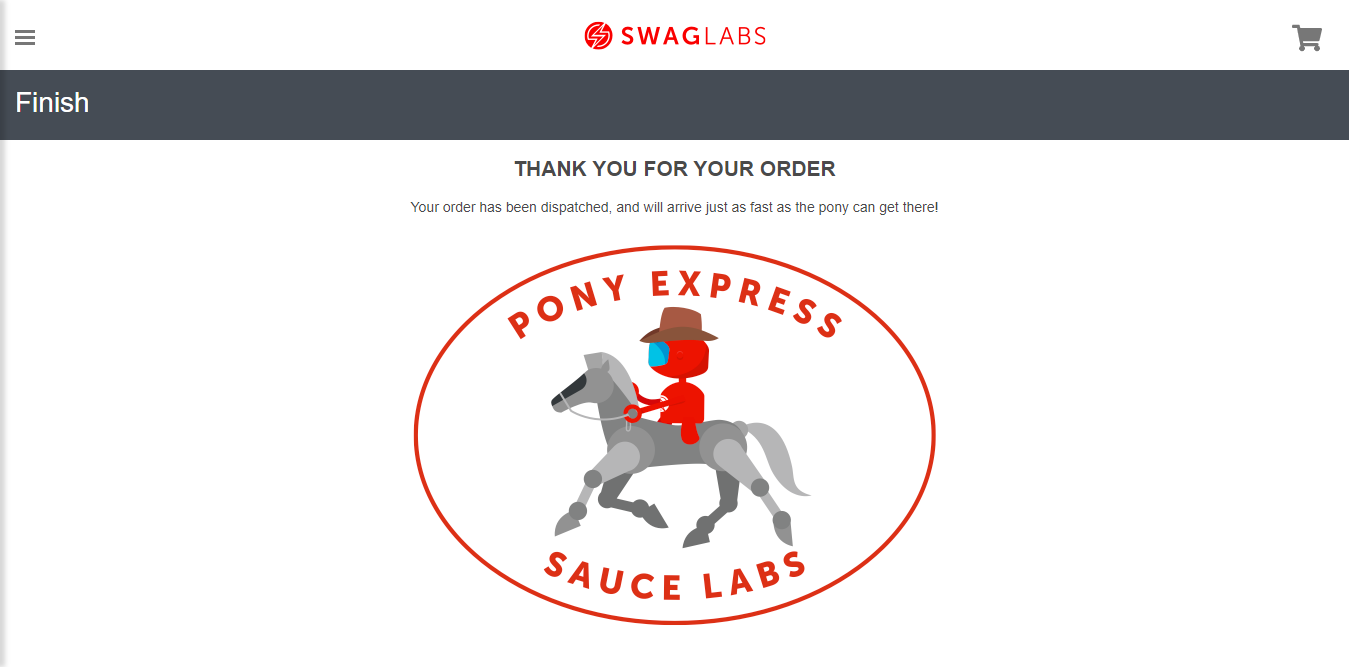 SWAGLABS
Finish
THANK YOU FOR YOUR ORDER
Your order has been dispatched, and will arrive just as fast as the pony can get there!
PONY EXPRESS
SAUCE LABS